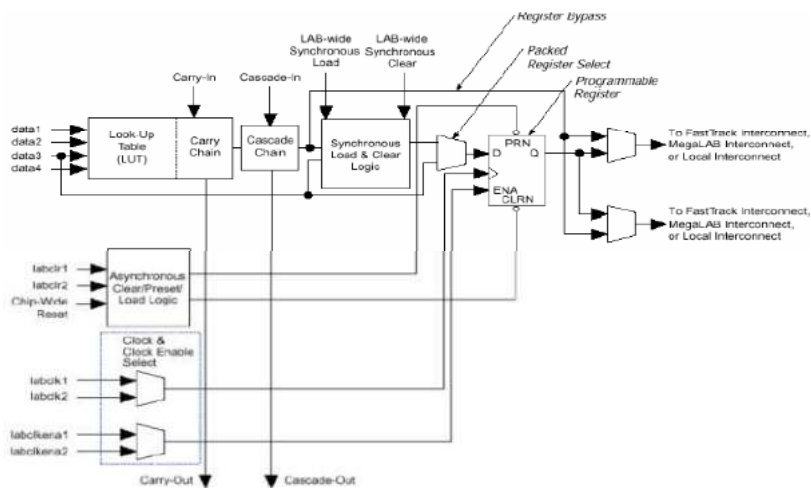 Register Bypass
LAB-wide
Synchronous
Load
LAB-wide
Synchronous
Clear
Packed
Register Select
Carry-In
Cascade-In
Programmable
Register
data1
data2
data3
data4
Look-Up
Table
(LUT)
Carry
Chain
Cascade
Chain
Synchronous
Load & Clear
Logic
PRN
D
Q
ENA
CLRN
To FastTrack Interconnect,
MegaLAB Interconnect,
or Local Interconnect
To FastTrack Interconnect,
MegaLAB Interconnect,
or Local Interconnect
labclr1
labclr2
Chip-Wide
Reset
Asynchronous
Clear/Preset/
Load Logic
Clock &
Clock Enable
Select
labclk1
labclk2
labclkena1
labclkena2
Carry-Out
Cascade-Out